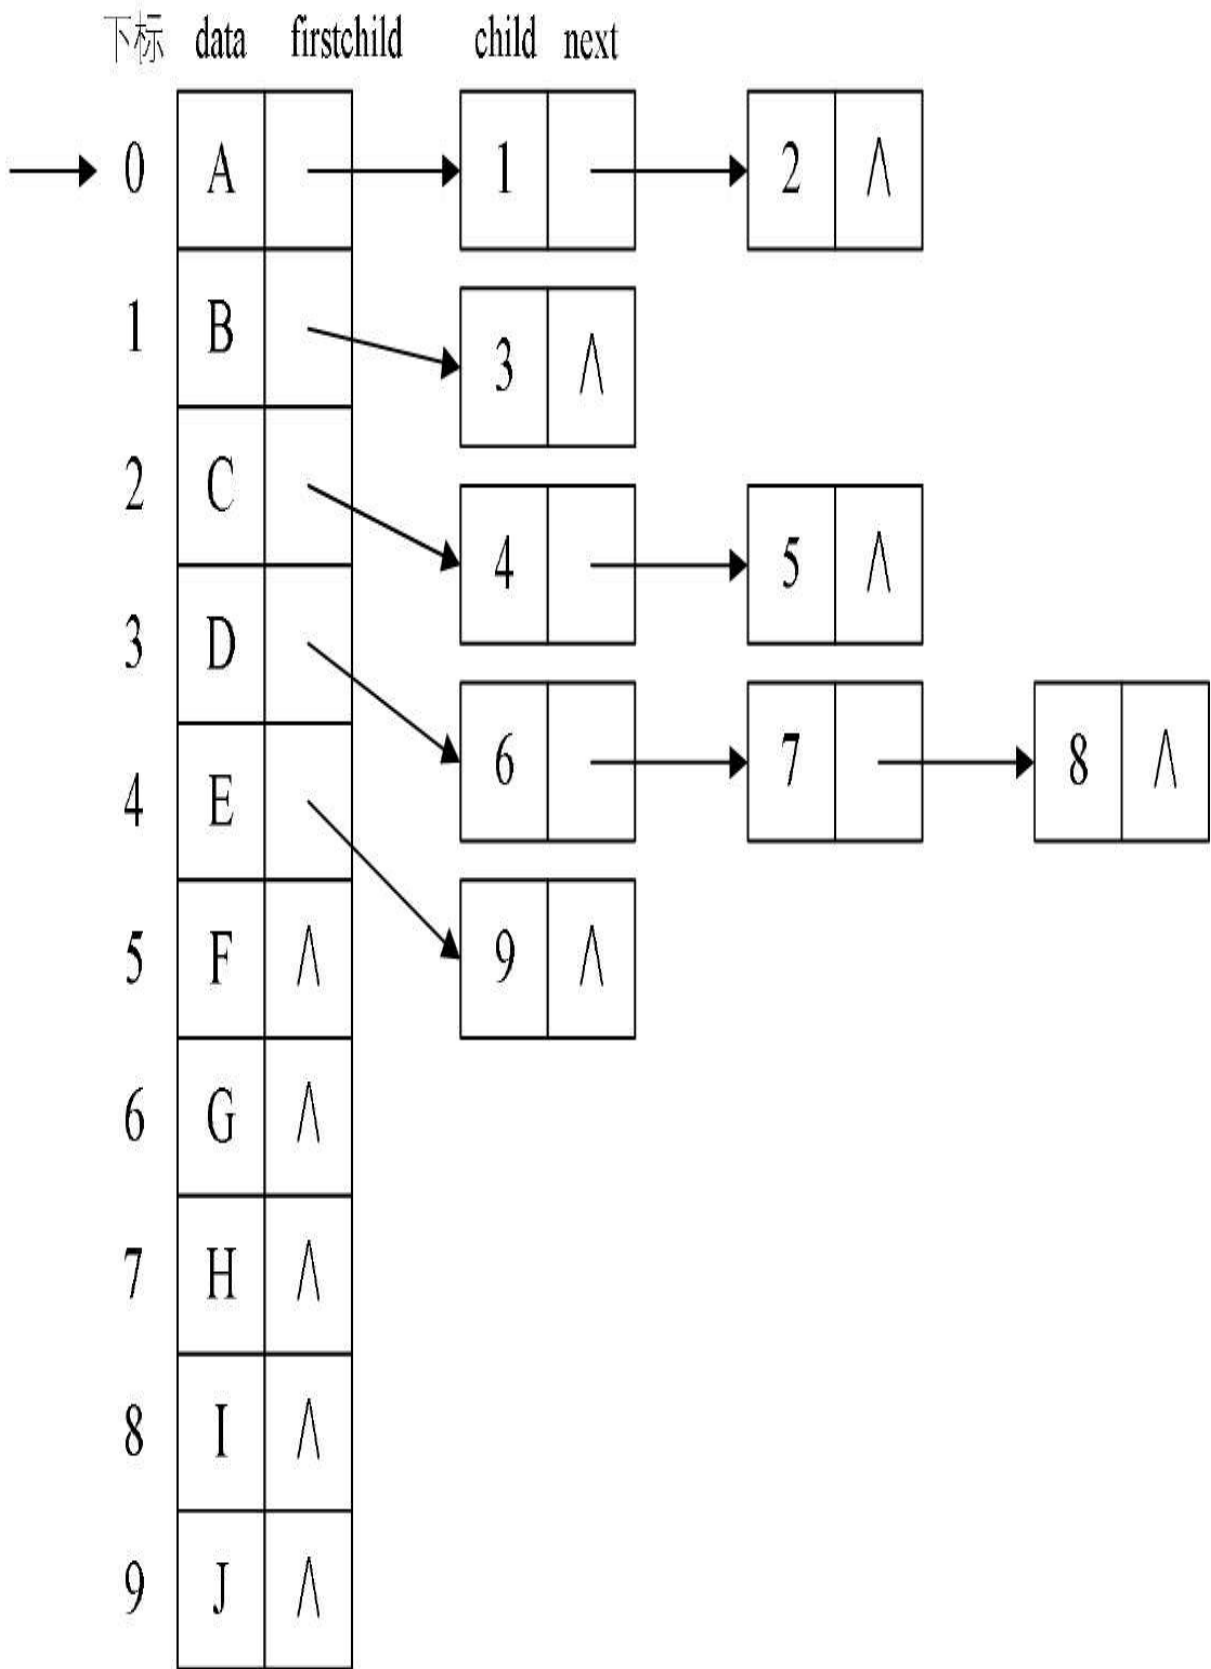 下标 data firstchild child next
0 A 1 2 ∧
1 B 3 ∧
2 C 4 5 ∧
3 D 6 7 8 ∧
4 E 9 ∧
5 F ∧
6 G ∧
7 H ∧
8 I ∧
9 J ∧